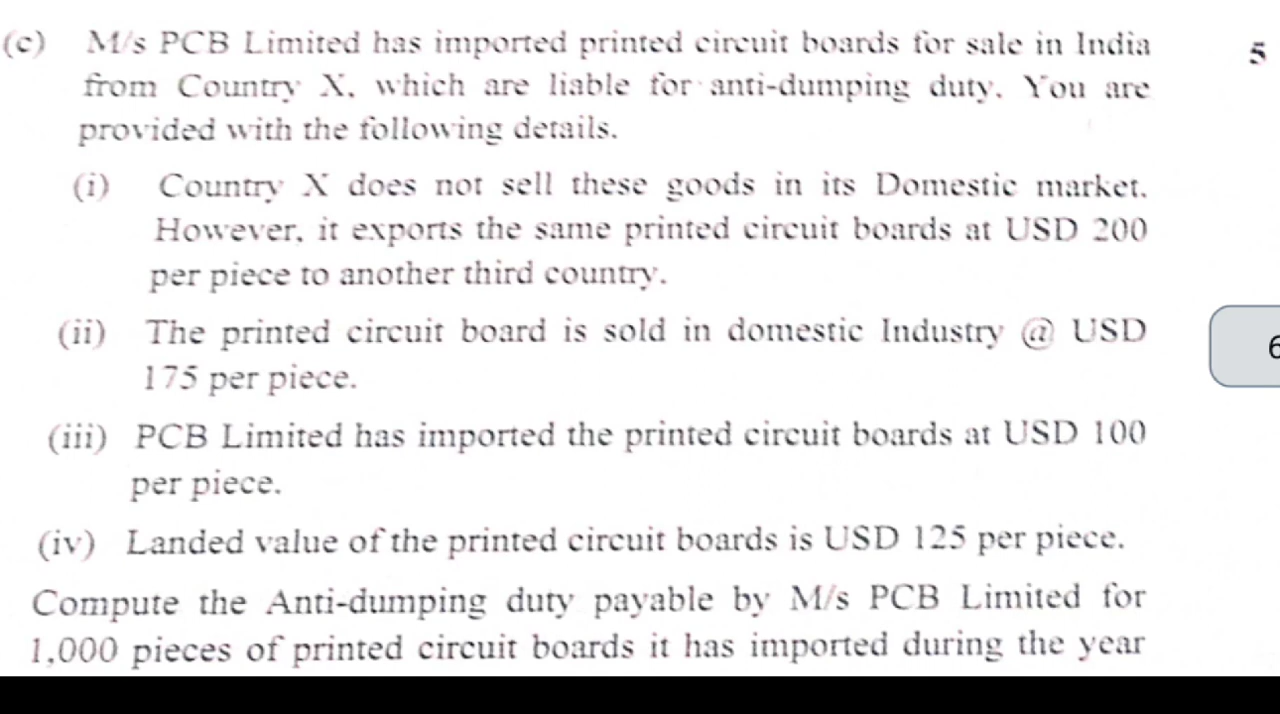 (c) M/s PCB Limited has imported printed circuit boards for sale in India 5
from Country X, which are liable for anti-dumping duty. You are
provided with the following details.
(i) Country X does not sell these goods in its Domestic market.
However, it exports the same printed circuit boards at USD 200
per piece to another third country.
(ii) The printed circuit board is sold in domestic Industry @ USD
175 per piece.
(iii) PCB Limited has imported the printed circuit boards at USD 100
per piece.
(iv) Landed value of the printed circuit boards is USD 125 per piece.
Compute the Anti-dumping duty payable by M/s PCB Limited for
1,000 pieces of printed circuit boards it has imported during the year